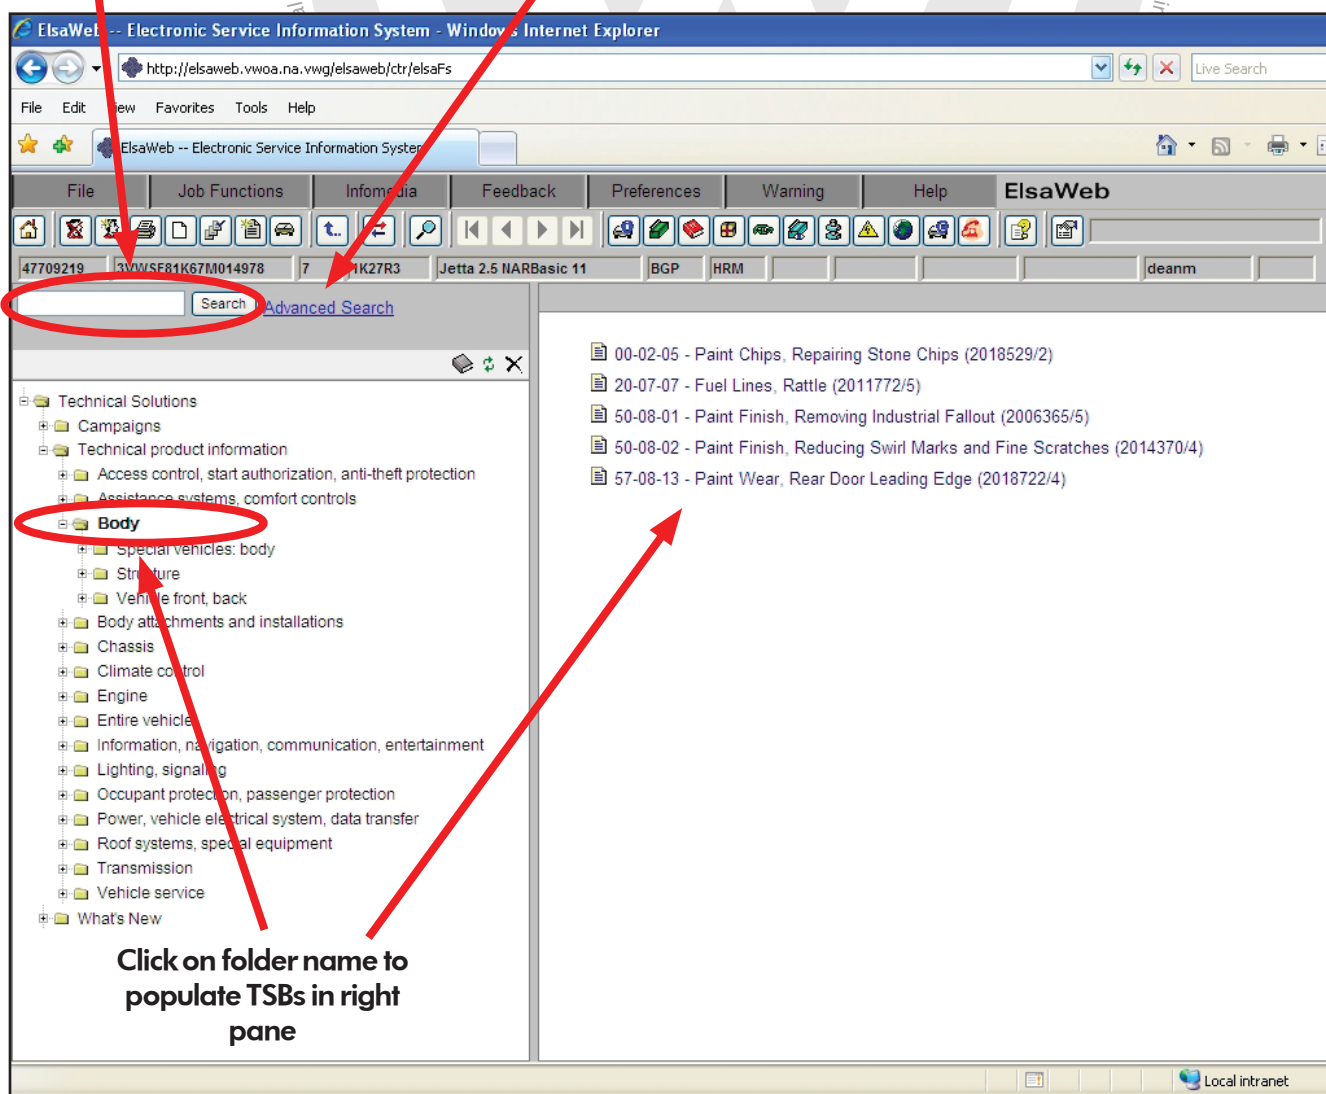 ElsaWeb -- Electronic Service Information System - Windows Internet Explorer
http://elsaweb.vwoa.na.vwg/elsaweb/ctr/elsaFs
Live Search
File Edit View Favorites Tools Help
ElsaWeb -- Electronic Service Information System
File Job Functions Infomedia Feedback Preferences Warning Help ElsaWeb
t..
47709219 3VWSF81K67M014978 7 1K27R3 Jetta 2.5 NARBasic 11 BGP HRM deanm
Search Advanced Search
00-02-05 - Paint Chips, Repairing Stone Chips (2018529/2)
20-07-07 - Fuel Lines, Rattle (2011772/5)
50-08-01 - Paint Finish, Removing Industrial Fallout (2006365/5)
50-08-02 - Paint Finish, Reducing Swirl Marks and Fine Scratches (2014370/4)
57-08-13 - Paint Wear, Rear Door Leading Edge (2018722/4)
Technical Solutions
Campaigns
Technical product information
Access control, start authorization, anti-theft protection
Assistance systems, comfort controls
Body
Special vehicles: body
Structure
Vehicle front, back
Body attachments and installations
Chassis
Climate control
Engine
Entire vehicle
Information, navigation, communication, entertainment
Lighting, signaling
Occupant protection, passenger protection
Power, vehicle electrical system, data transfer
Roof systems, special equipment
Transmission
Vehicle service
What's New
Click on folder name to
populate TSBs in right
pane
Local intranet